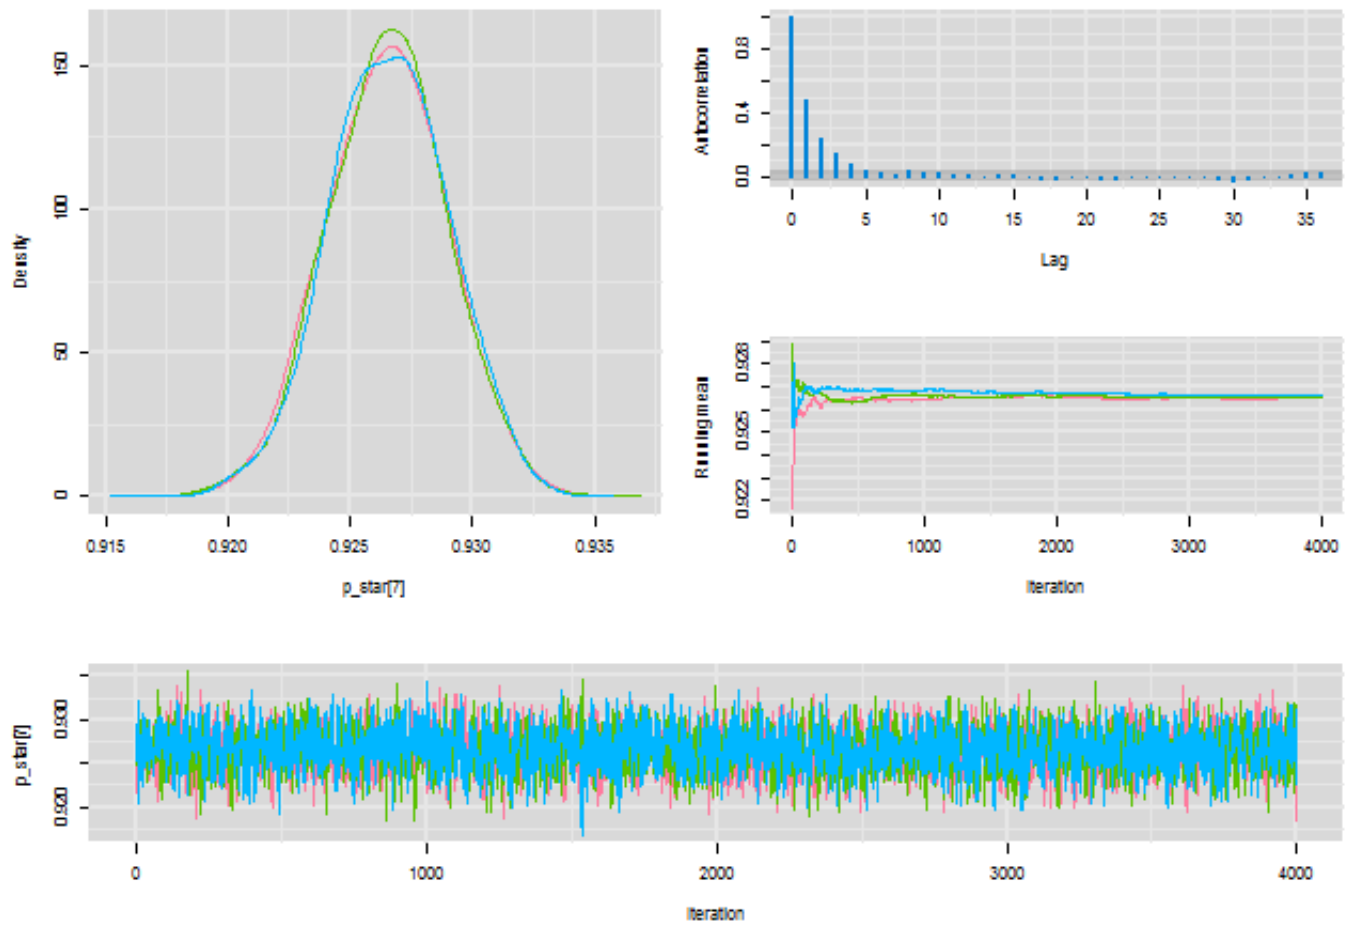 Density
0 50 100 150
0.915 0.920 0.925 0.930 0.935
p_star[7]
Autocorrelation
0.0 0.4 0.8
0 5 10 15 20 25 30 35
Lag
Running mean
0.922 0.925 0.928
0 1000 2000 3000 4000
Iteration
p_star[7]
0.920 0.930
0 1000 2000 3000 4000
Iteration